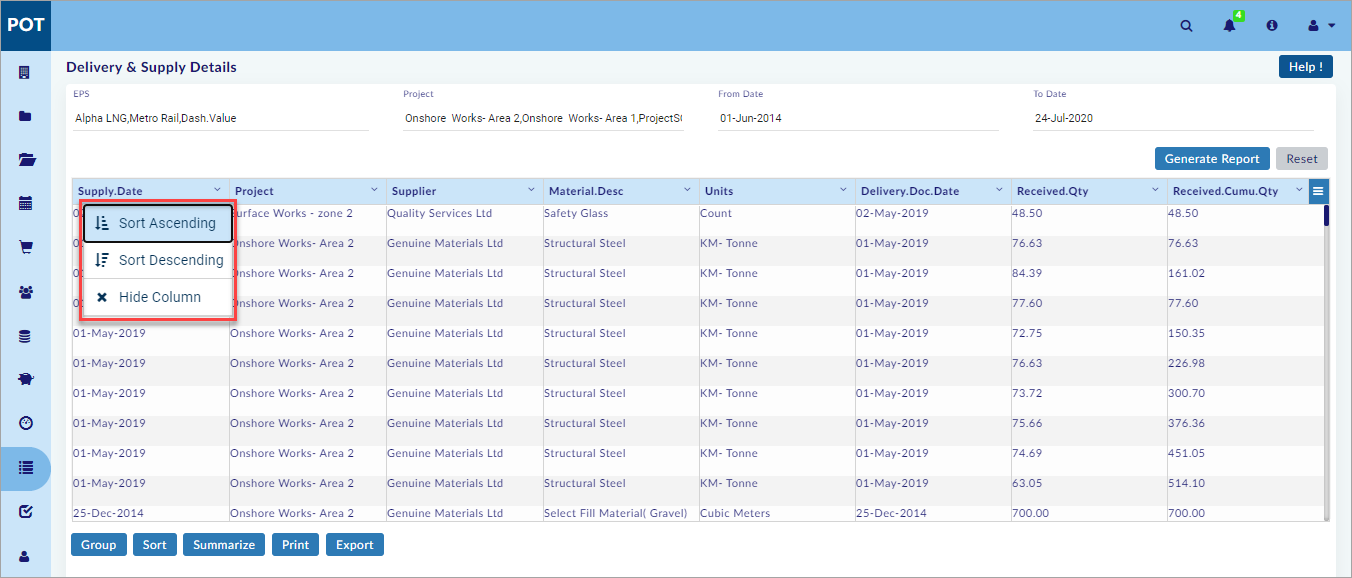 POT
4
Delivery & Supply Details
Help !
EPS Project From Date To Date
Alpha LNG,Metro Rail,Dash.Value Onshore Works- Area 2,Onshore Works- Area 1, 01-Jun-2014 24-Jul-2020
Generate Report Reset
Supply.Date Project Supplier Material.Desc Units Delivery.Doc.Date Received.Qty Received.Cumu.Qty
Works - zone 2 Quality Services Ltd Safety Glass Count 02-May-2019 48.50 48.50
Sort Ascending
Onshore Works- Area 2 Genuine Materials Ltd Structural Steel KM- Tonne 01-May-2019 76.63 76.63
Sort Descending
Onshore Works- Area 2 Genuine Materials Ltd Structural Steel KM- Tonne 01-May-2019 84.39 161.02
Hide Column
Onshore Works- Area 2 Genuine Materials Ltd Structural Steel KM- Tonne 01-May-2019 77.60 77.60
01-May-2019 Onshore Works- Area 2 Genuine Materials Ltd Structural Steel KM- Tonne 01-May-2019 72.75 150.35
01-May-2019 Onshore Works- Area 2 Genuine Materials Ltd Structural Steel KM- Tonne 01-May-2019 76.63 226.98
01-May-2019 Onshore Works- Area 2 Genuine Materials Ltd Structural Steel KM- Tonne 01-May-2019 73.72 300.70
01-May-2019 Onshore Works- Area 2 Genuine Materials Ltd Structural Steel KM- Tonne 01-May-2019 75.66 376.36
01-May-2019 Onshore Works- Area 2 Genuine Materials Ltd Structural Steel KM- Tonne 01-May-2019 74.69 451.05
01-May-2019 Onshore Works- Area 2 Genuine Materials Ltd Structural Steel KM- Tonne 01-May-2019 63.05 514.10
25-Dec-2014 Onshore Works- Area 2 Genuine Materials Ltd Select Fill Material( Gravel) Cubic Meters 25-Dec-2014 700.00 700.00
Group Sort Summarize Print Export